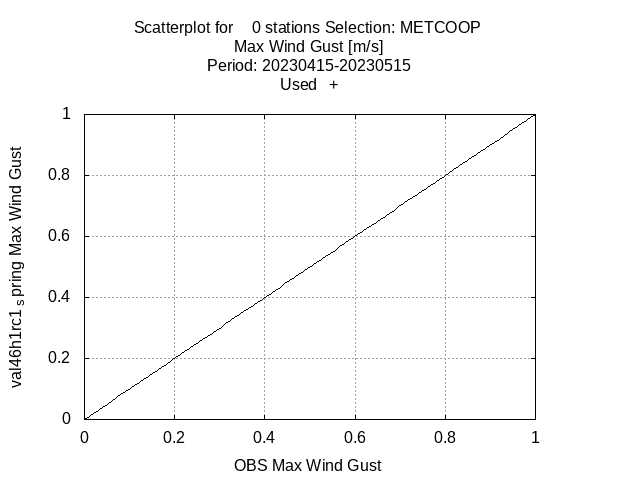 Scatterplot for    0 stations Selection: METCOOP
Max Wind Gust [m/s]
Period: 20230415-20230515
Used   +
1
0.8
0.6
0.4
0.2
0
val46h1rc1spring Max Wind Gust
0 0.2 0.4 0.6 0.8 1
OBS Max Wind Gust